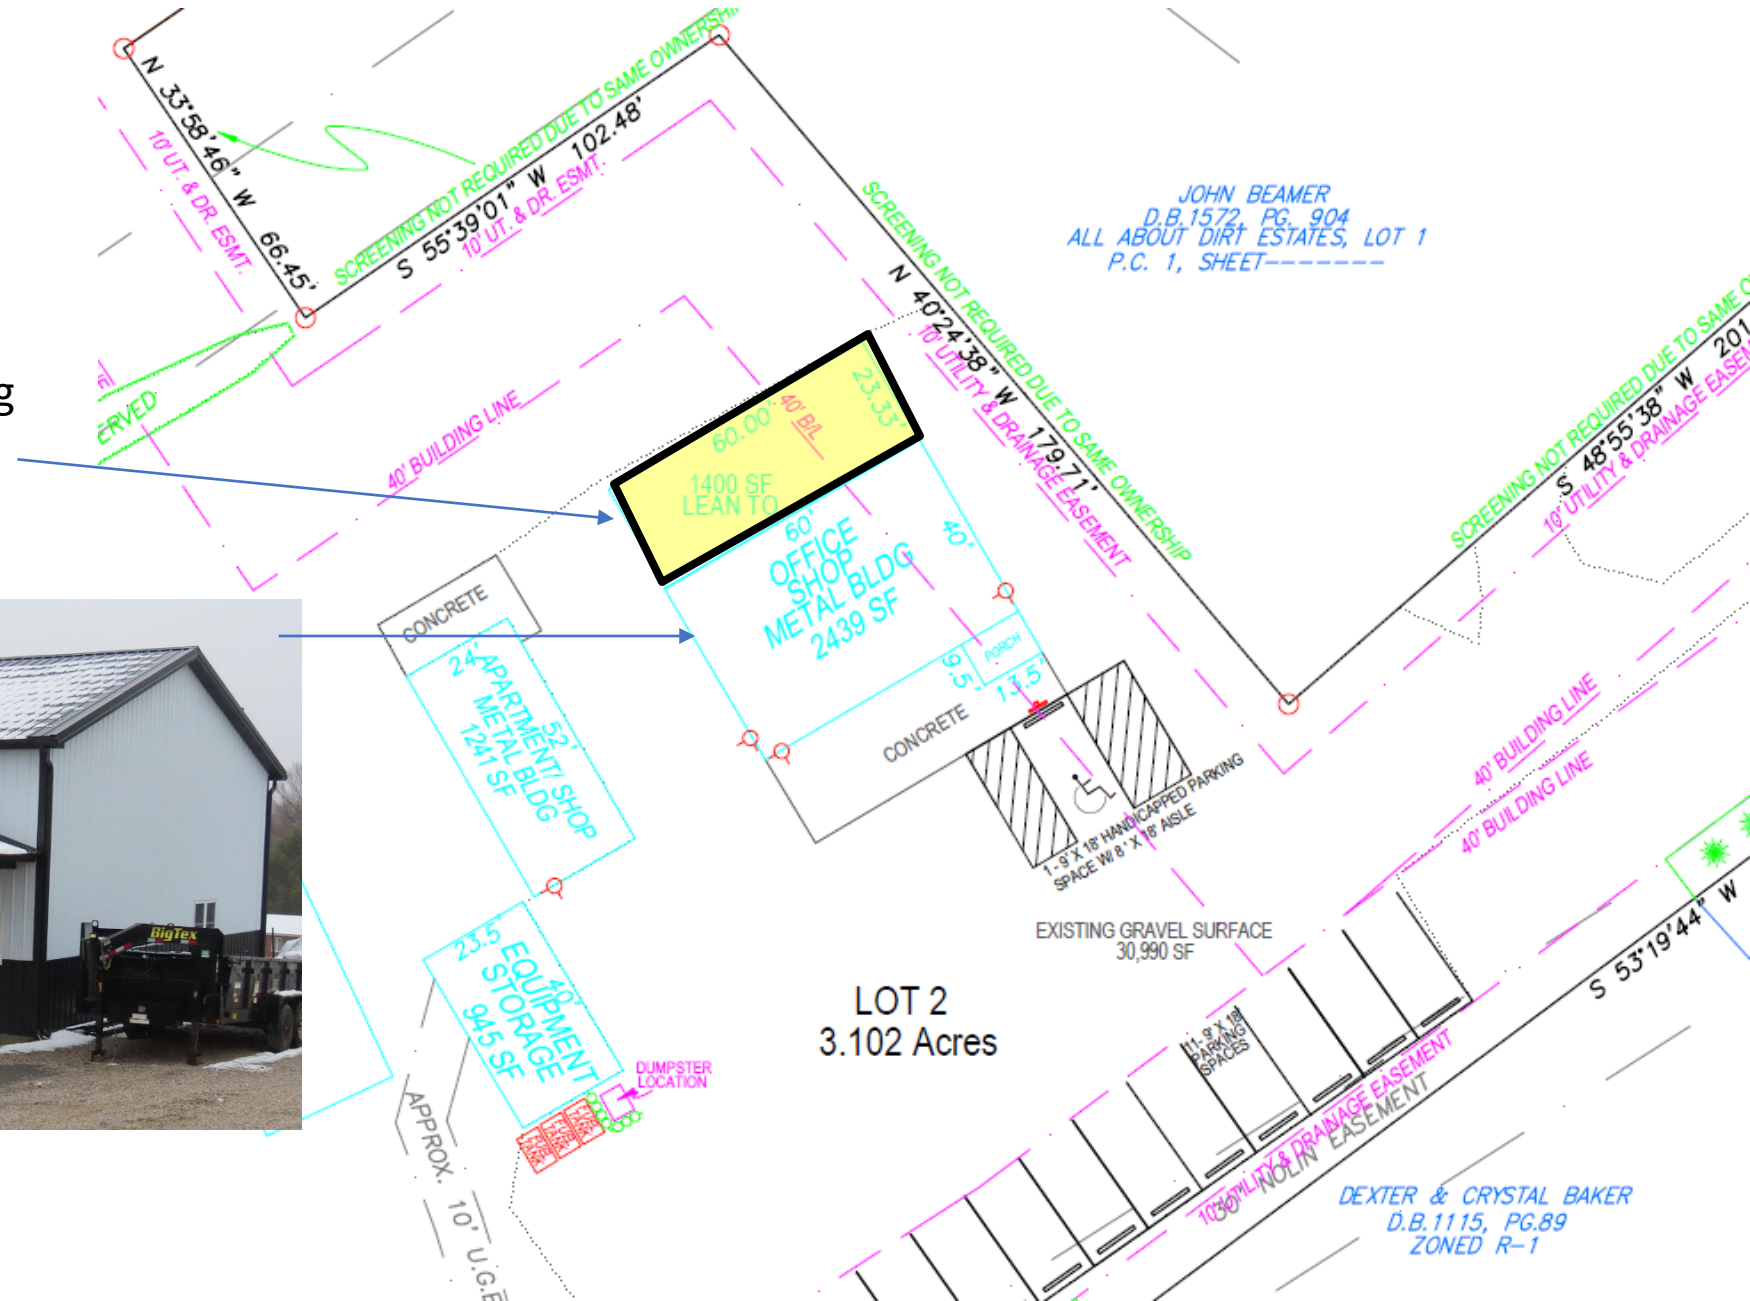 N 33°58'46" W 66.45'
10' UT. & DR. ESMT.
SCREENING NOT REQUIRED DUE TO SAME OWNERSHIP
S 55°39'01" W 102.48'
10' UT. & DR. ESMT.
SCREENING NOT REQUIRED DUE TO SAME OWNERSHIP
N 40°24'38" W 179.71'
10' UTILITY & DRAINAGE EASEMENT
JOHN BEAMER
D.B.1572, PG. 904
ALL ABOUT DIRT ESTATES, LOT 1
P.C. 1, SHEET-------
SCREENING NOT REQUIRED DUE TO SAME O
S 48°55'38" W 201
10' UTILITY & DRAINAGE EASEM
g
ERVED
40' BUILDING LINE
60.00'
40' B/L
23.33'
1400 SF
LEAN TO
60'
OFFICE
SHOP
METAL BLDG
2439 SF
40'
PORCH
9.5'
13.5'
CONCRETE
CONCRETE
24'
52'
APARTMENT/ SHOP
METAL BLDG
1241 SF
1 - 9' X 18' HANDICAPPED PARKING
SPACE W/ 8' X 18' AISLE
40' BUILDING LINE
40' BUILDING LINE
EXISTING GRAVEL SURFACE
30,990 SF
BigTex
23.5'
40'
EQUIPMENT
STORAGE
945 SF
LOT 2
3.102 Acres
DUMPSTER
LOCATION
11- 9' X 18'
PARKING
SPACES
S 53°19'44" W
10' UTILITY & DRAINAGE EASEMENT
30' NOLIN EASEMENT
APPROX. 10' U.G.E
DEXTER & CRYSTAL BAKER
D.B.1115, PG.89
ZONED R-1